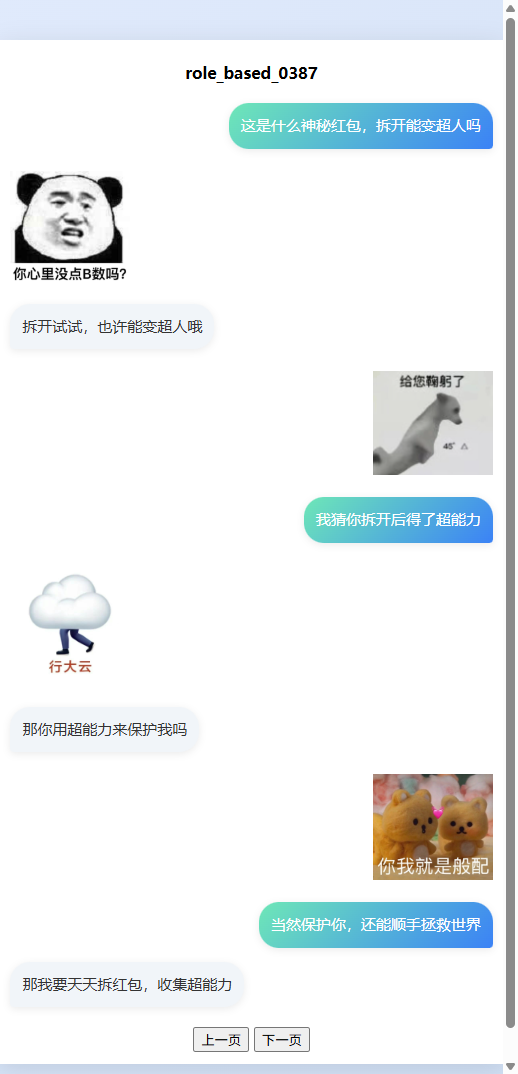 role_based_0387
这是什么神秘红包，拆开能变超人吗
你心里没点B数吗?
拆开试试，也许能变超人哦
给您鞠躬了
45° △
我猜你拆开后得了超能力
行大云
那你用超能力来保护我吗
你我就是般配
当然保护你，还能顺手拯救世界
那我要天天拆红包，收集超能力
上一页 下一页